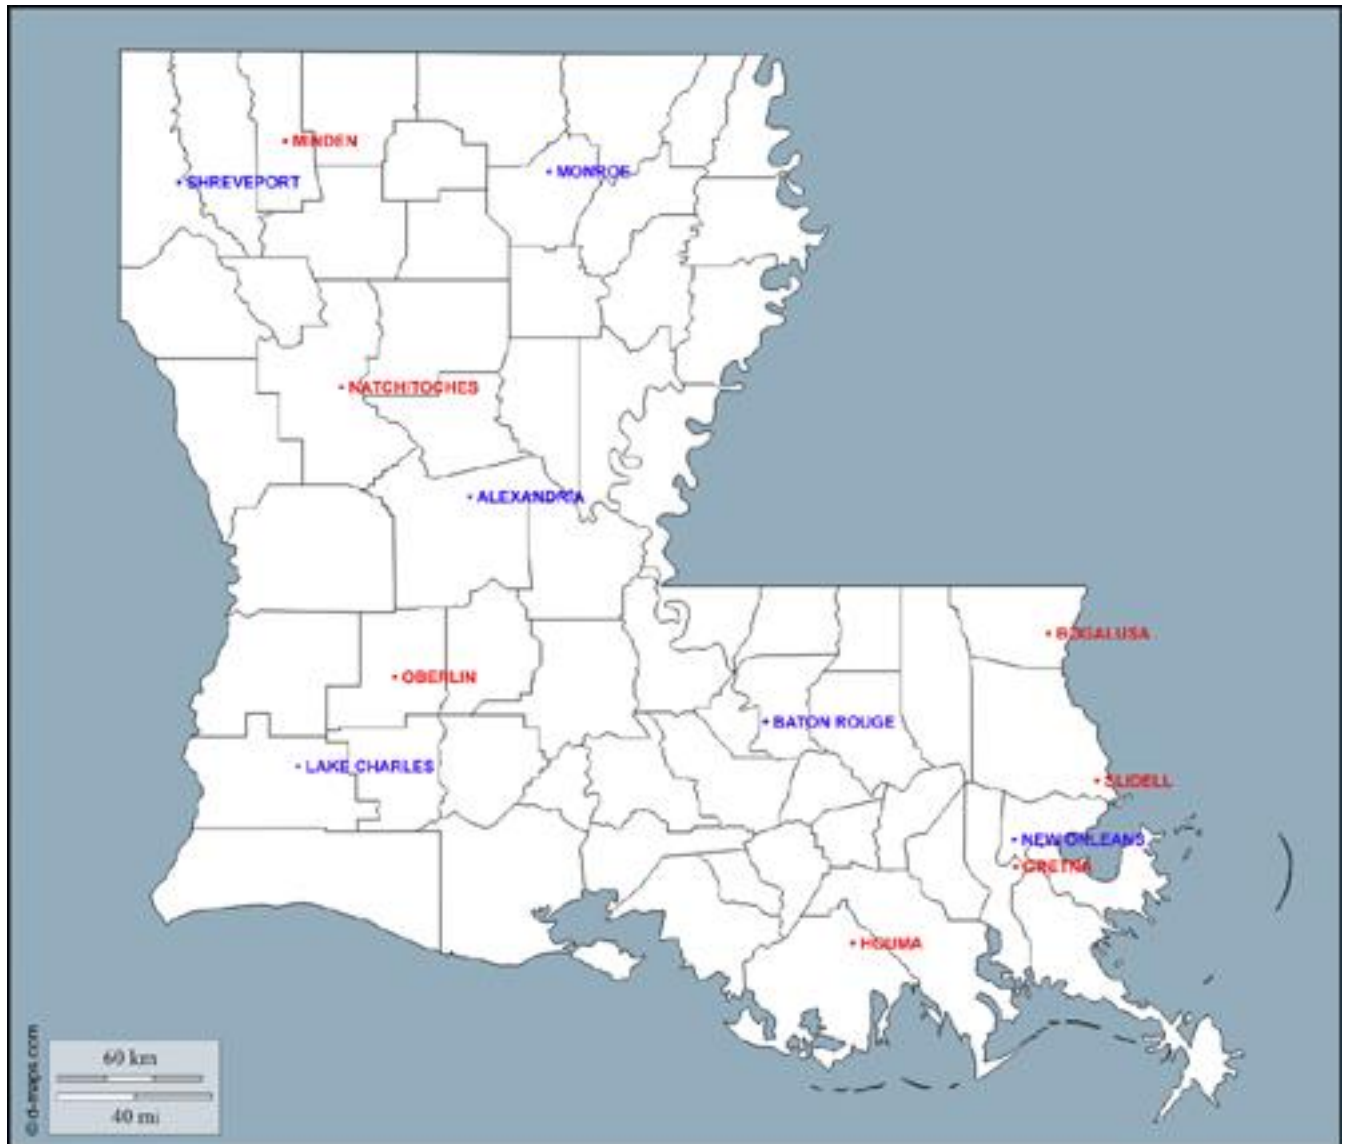 MINDEN
MONROE
SHREVEPORT
NATCHITOCHES
ALEXANDRIA
BOGALUSA
OBERLIN
BATON ROUGE
LAKE CHARLES
SLIDELL
NEW ORLEANS
GRETNA
HOUMA
60 km
40 mi
© d-maps.com